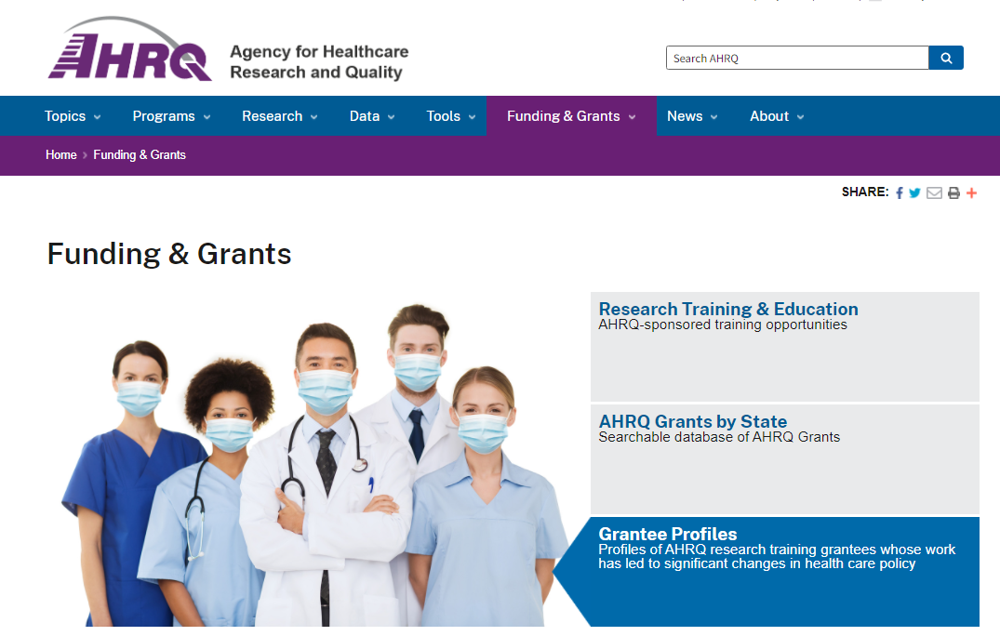 AHRQ
Agency for Healthcare
Research and Quality
Search AHRQ
Topics
Programs
Research
Data
Tools
Funding & Grants
News
About
Home › Funding & Grants
SHARE:
Funding & Grants
Research Training & Education
AHRQ-sponsored training opportunities
AHRQ Grants by State
Searchable database of AHRQ Grants
Grantee Profiles
Profiles of AHRQ research training grantees whose work
has led to significant changes in health care policy